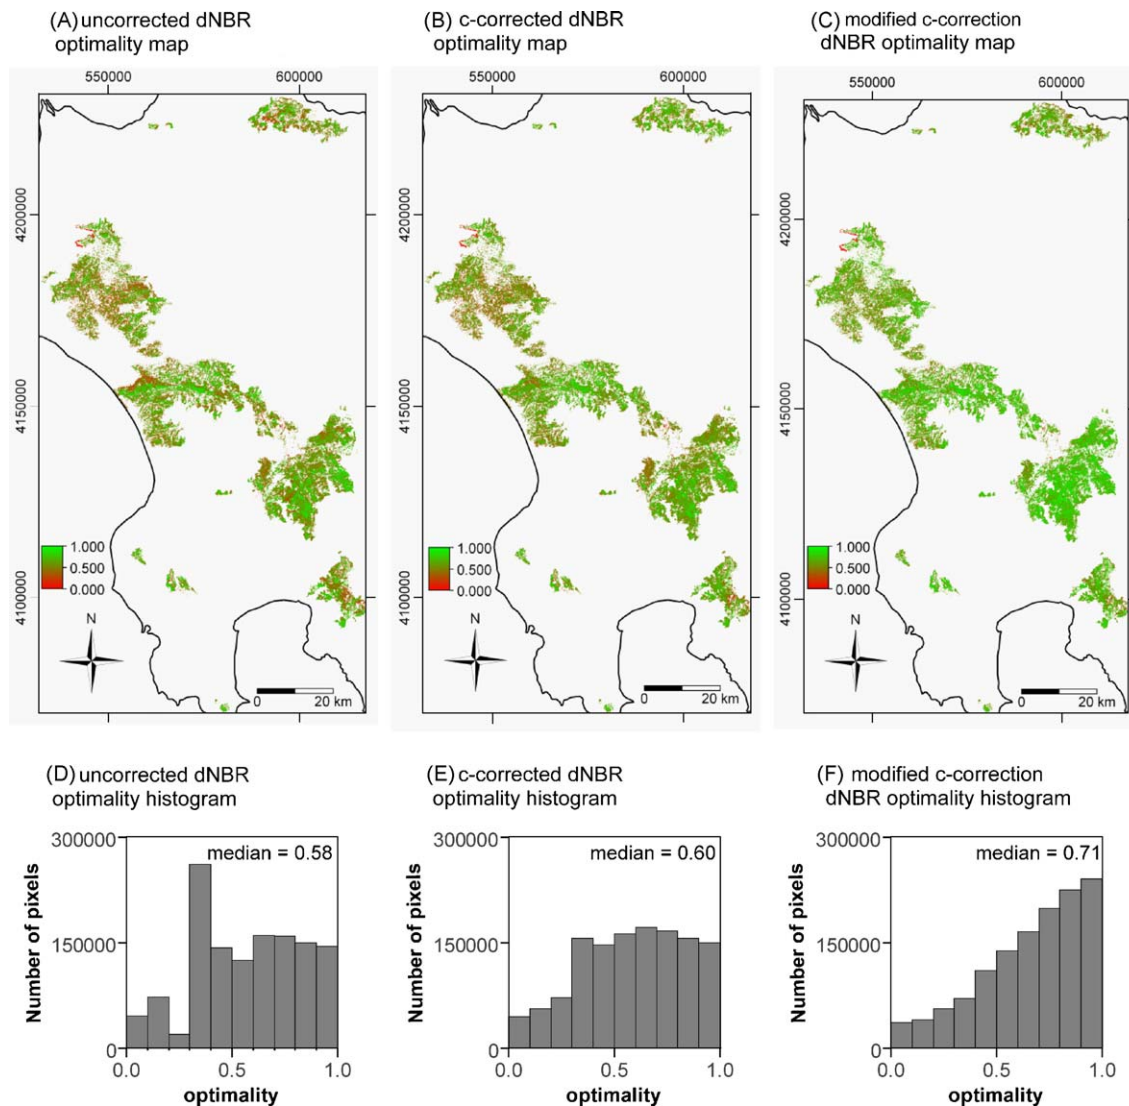 (A) uncorrected dNBR
optimality map
(B) c-corrected dNBR
optimality map
(C) modified c-correction
dNBR optimality map
550000 600000
550000 600000
550000 600000
4200000
4150000
4100000
4200000
4150000
4100000
4200000
4150000
4100000
1.000
0.500
0.000
1.000
0.500
0.000
1.000
0.500
0.000
N
N
N
0 20 km
0 20 km
0 20 km
(D) uncorrected dNBR
optimality histogram
(E) c-corrected dNBR
optimality histogram
(F) modified c-correction
dNBR optimality histogram
300000
150000
0
Number of pixels
median = 0.58
0.0 0.5 1.0
optimality
300000
150000
0
Number of pixels
median = 0.60
0.0 0.5 1.0
optimality
300000
150000
0
Number of pixels
median = 0.71
0.0 0.5 1.0
optimality